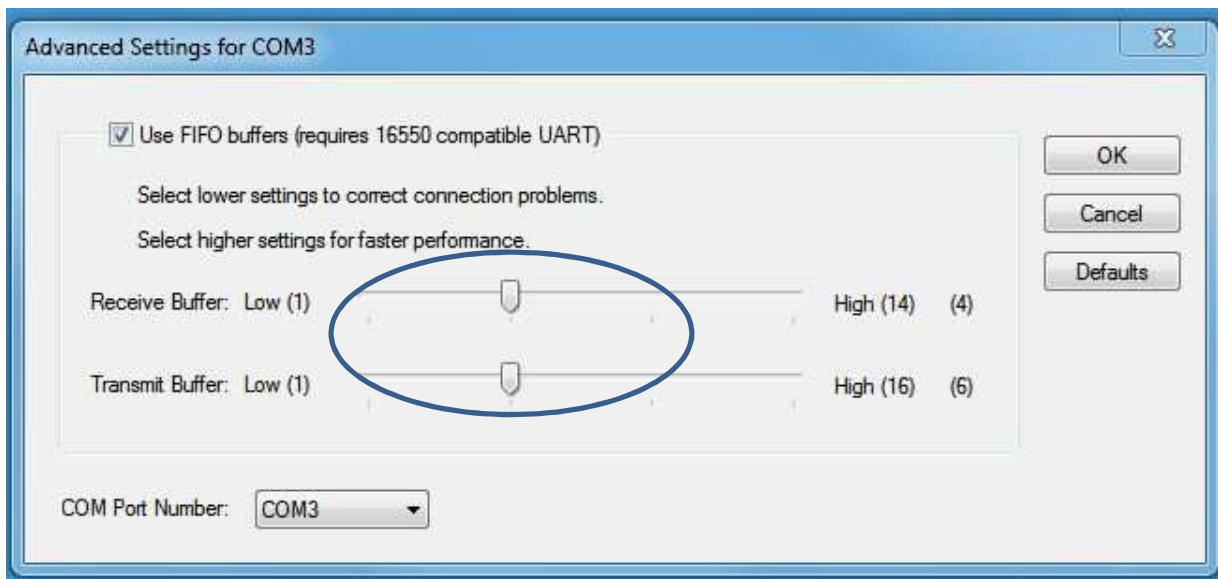 Advanced Settings for COM3
Use FIFO buffers (requires 16550 compatible UART)
OK
Select lower settings to correct connection problems.
Cancel
Select higher settings for faster performance.
Defaults
Receive Buffer: Low (1) High (14) (4)
Transmit Buffer: Low (1) High (16) (6)
COM Port Number: COM3